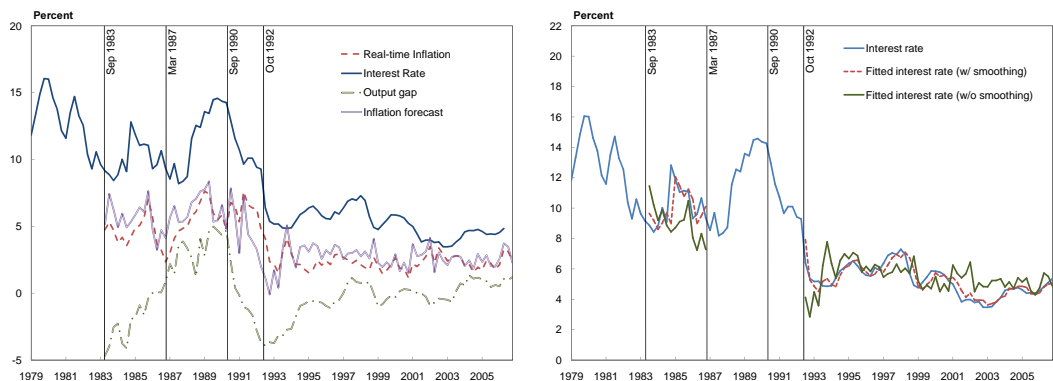 Percent
20
15
10
5
0
-5
Sep 1983
Mar 1987
Sep 1990
Oct 1992
Real-time Inflation
Interest Rate
Output gap
Inflation forecast
1979 1981 1983 1985 1987 1989 1991 1993 1995 1997 1999 2001 2003 2005
Percent
22
20
18
16
14
12
10
8
6
4
2
0
Sep 1983
Mar 1987
Sep 1990
Oct 1992
Interest rate
Fitted interest rate (w/ smoothing)
Fitted interest rate (w/o smoothing)
1979 1981 1983 1985 1987 1989 1991 1993 1995 1997 1999 2001 2003 2005